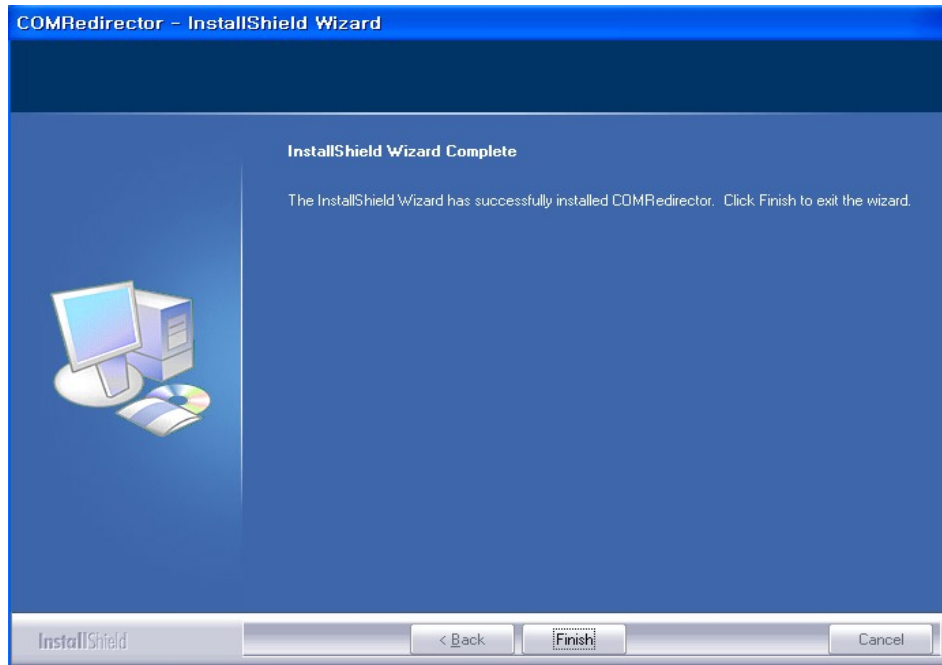 COMRedirector - InstallShield Wizard
InstallShield Wizard Complete
The InstallShield Wizard has successfully installed COMRedirector. Click Finish to exit the wizard.
InstallShield
< Back
Finish
Cancel